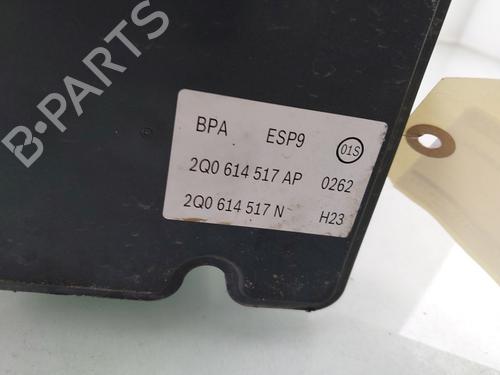 B-PARTS
BPA ESP9 01S
2Q0 614 517 AP 0262
2Q0 614 517 N H23